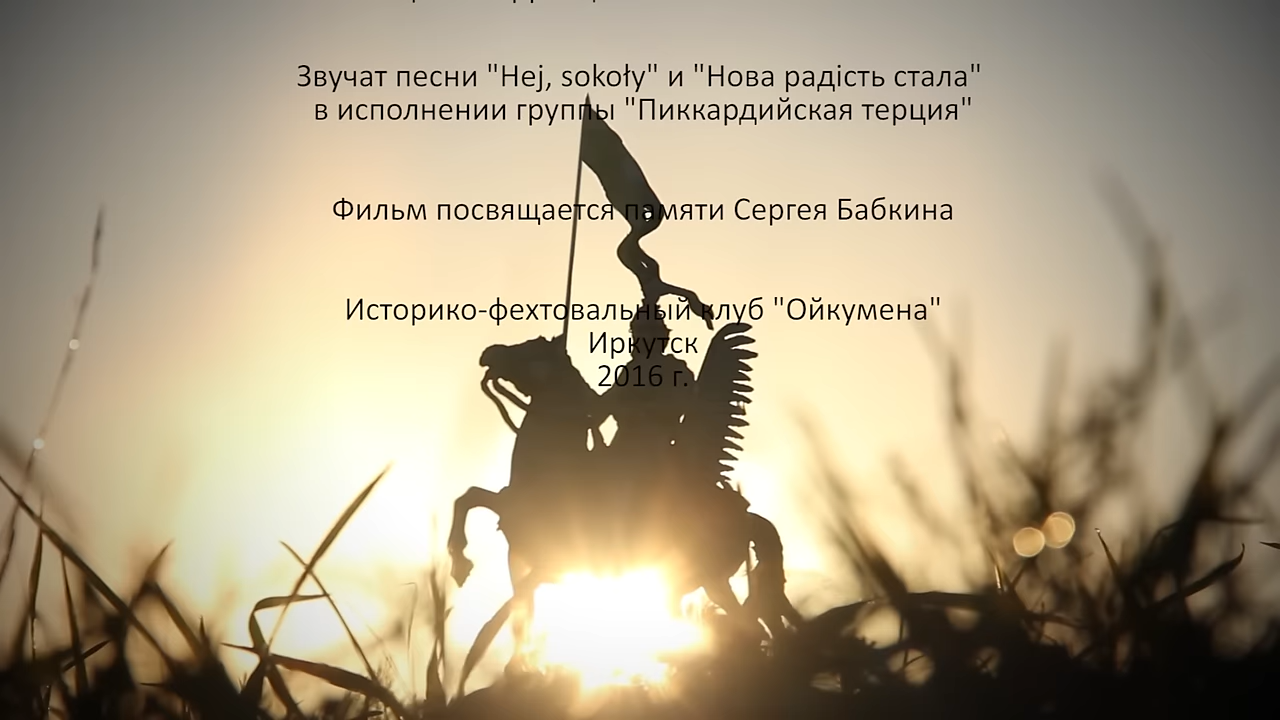 Звучат песни "Hej, sokoły" и "Нова радiсть стала"
в исполнении группы "Пиккардийская терция"
Фильм посвящается памяти Сергея Бабкина
Историко-фехтовальный клуб "Ойкумена"
Иркутск
2016 г.